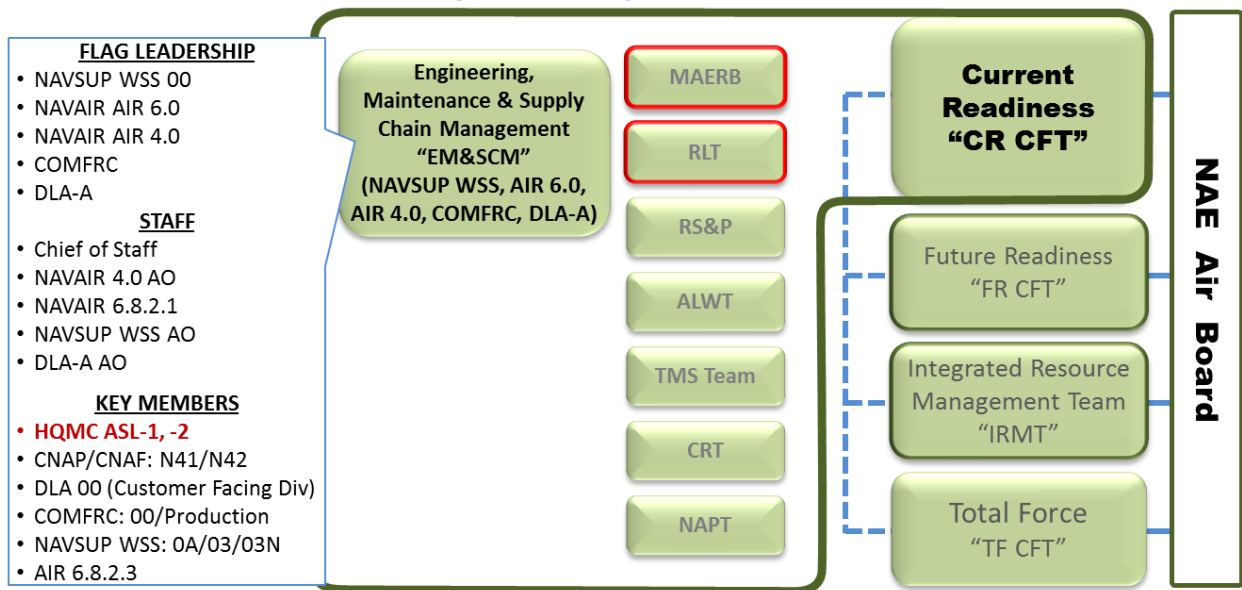 FLAG LEADERSHIP
• NAVSUP WSS 00
• NAVAIR AIR 6.0
• NAVAIR AIR 4.0
• COMFRC
• DLA-A
STAFF
• Chief of Staff
• NAVAIR 4.0 AO
• NAVAIR 6.8.2.1
• NAVSUP WSS AO
• DLA-A AO
KEY MEMBERS
• HQMC ASL-1, -2
• CNAP/CNAF: N41/N42
• DLA 00 (Customer Facing Div)
• COMFRC: 00/Production
• NAVSUP WSS: 0A/03/03N
• AIR 6.8.2.3
Engineering,
Maintenance & Supply
Chain Management
“EM&SCM”
(NAVSUP WSS, AIR 6.0,
AIR 4.0, COMFRC, DLA-A)
MAERB
RLT
RS&P
ALWT
TMS Team
CRT
NAPT
Current
Readiness
“CR CFT”
Future Readiness
“FR CFT”
Integrated Resource
Management Team
“IRMT”
Total Force
“TF CFT”
NAE Air Board